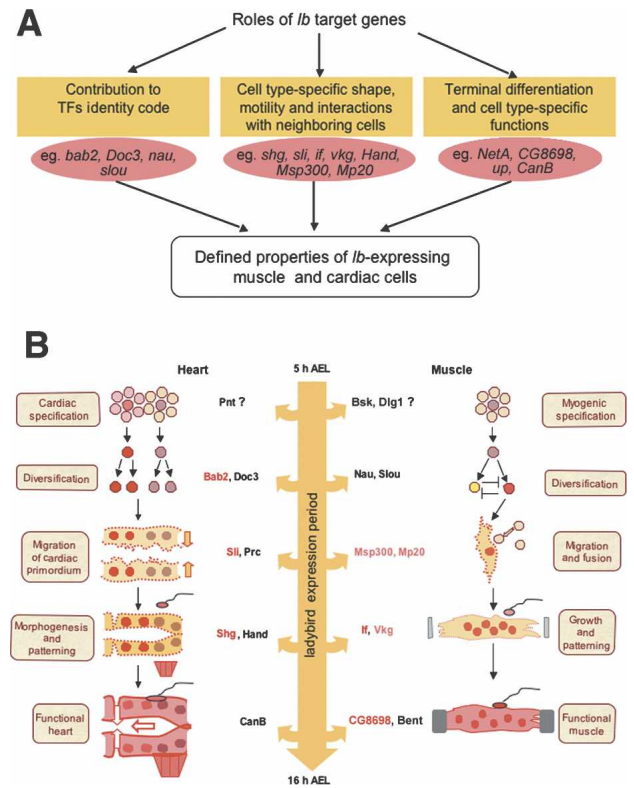 A
Roles of lb target genes
Contribution to
TFs identity code
Cell type-specific shape,
motility and interactions
with neighboring cells
Terminal differentiation
and cell type-specific
functions
eg. bab2, Doc3, nau,
slou
eg. shg, sli, if, vkg, Hand,
Msp300, Mp20
eg. NetA, CG8698,
up, CanB
Defined properties of lb-expressing
muscle and cardiac cells
B
Heart
5 h AEL
Muscle
Cardiac
specification
Pnt ?
Bsk, Dlg1 ?
Myogenic
specification
Diversification
Bab2, Doc3
Nau, Slou
Diversification
Migration
of cardiac
primordium
Sli, Prc
Msp300, Mp20
Migration
and fusion
Morphogenesis
and
patterning
Shg, Hand
If, Vkg
Growth
and
patterning
Functional
heart
CanB
CG8698, Bent
Functional
muscle
ladybird expression period
16 h AEL